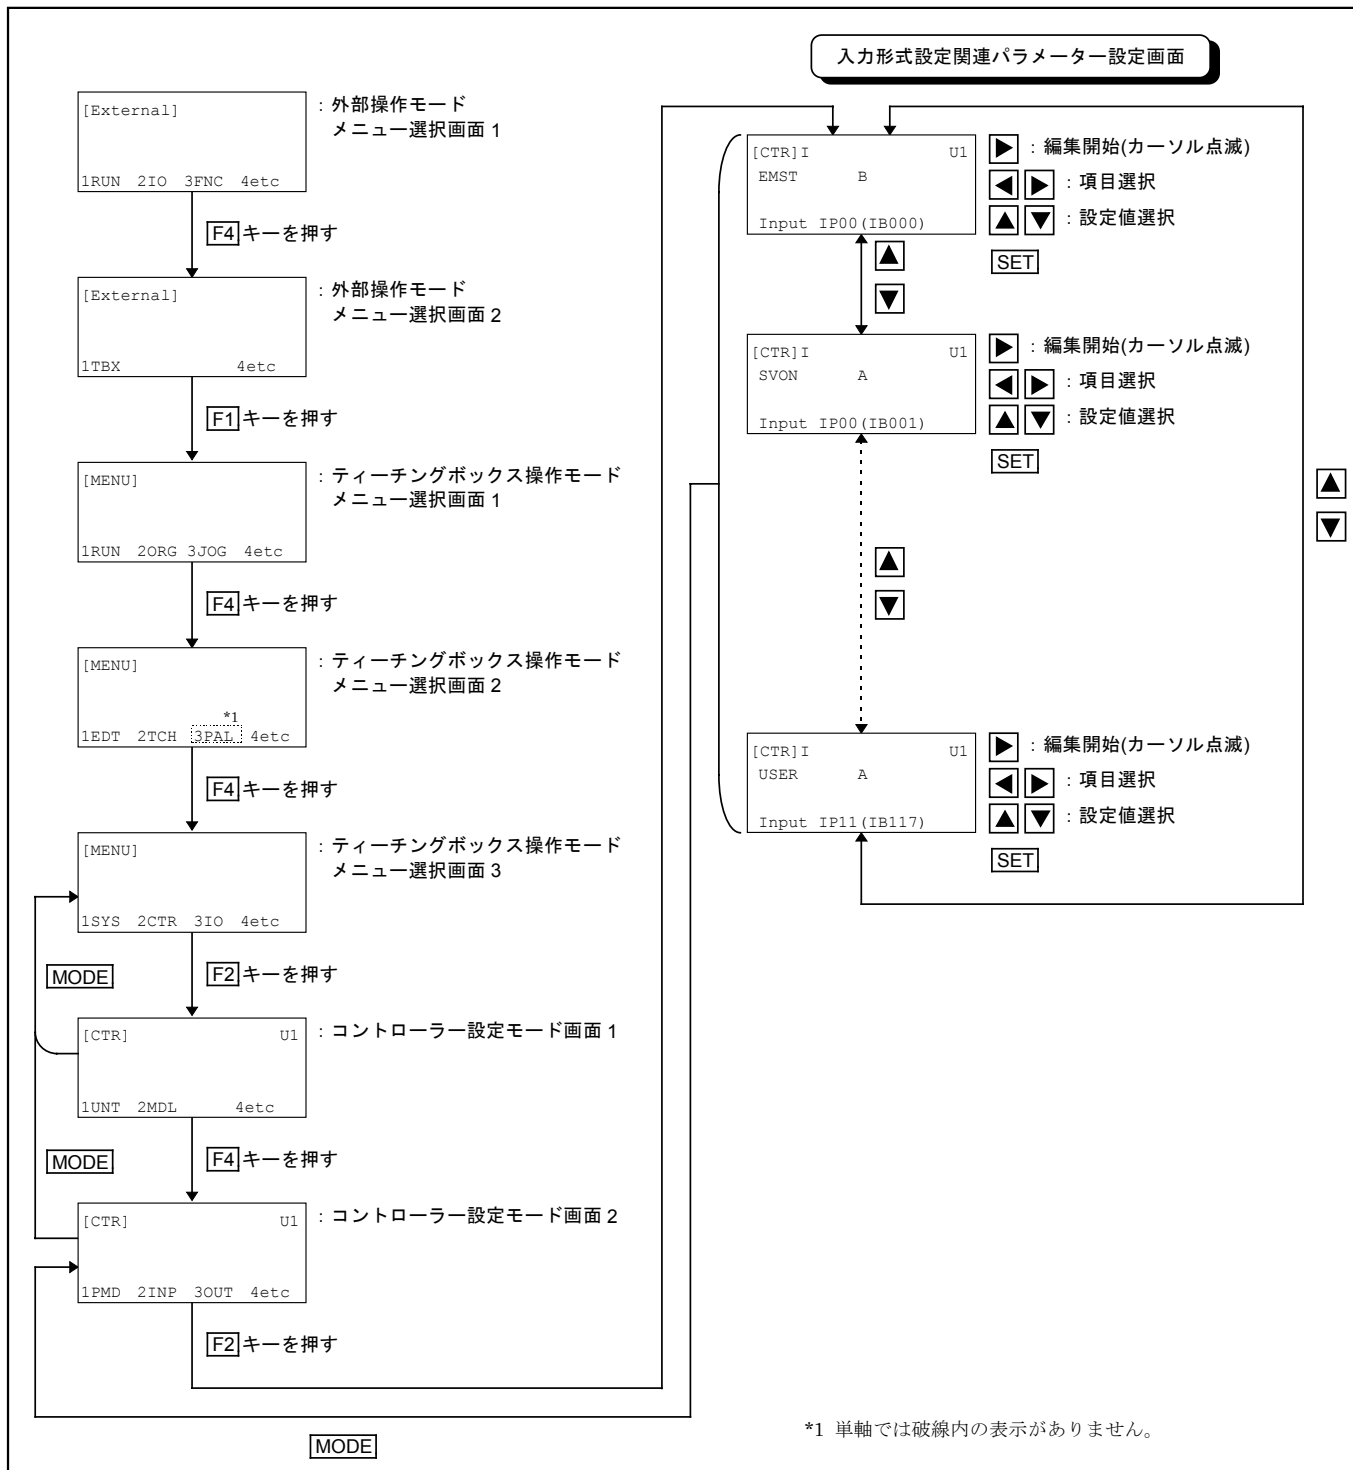 [External]
1RUN 2IO 3FNC 4etc
: 外部操作モード
メニュー選択画面 1
F4 キーを押す
[External]
1TBX 4etc
: 外部操作モード
メニュー選択画面 2
F1 キーを押す
[MENU]
1RUN 2ORG 3JOG 4etc
: ティーチングボックス操作モード
メニュー選択画面 1
F4 キーを押す
[MENU]
*1
1EDT 2TCH 3PAL 4etc
: ティーチングボックス操作モード
メニュー選択画面 2
F4 キーを押す
[MENU]
1SYS 2CTR 3IO 4etc
: ティーチングボックス操作モード
メニュー選択画面 3
MODE
F2 キーを押す
[CTR] U1
1UNT 2MDL 4etc
: コントローラー設定モード画面 1
MODE
F4 キーを押す
[CTR] U1
1PMD 2INP 3OUT 4etc
: コントローラー設定モード画面 2
F2 キーを押す
MODE
入力形式設定関連パラメーター設定画面
[CTR]I U1
EMST B
Input IP00(IB000)
▶ : 編集開始(カーソル点滅)
◀ ▶ : 項目選択
▲ ▼ : 設定値選択
SET
▲
▼
[CTR]I U1
SVON A
Input IP00(IB001)
▶ : 編集開始(カーソル点滅)
◀ ▶ : 項目選択
▲ ▼ : 設定値選択
SET
▲
▼
▲
▼
[CTR]I U1
USER A
Input IP11(IB117)
▶ : 編集開始(カーソル点滅)
◀ ▶ : 項目選択
▲ ▼ : 設定値選択
SET
*1 単軸では破線内の表示がありません。